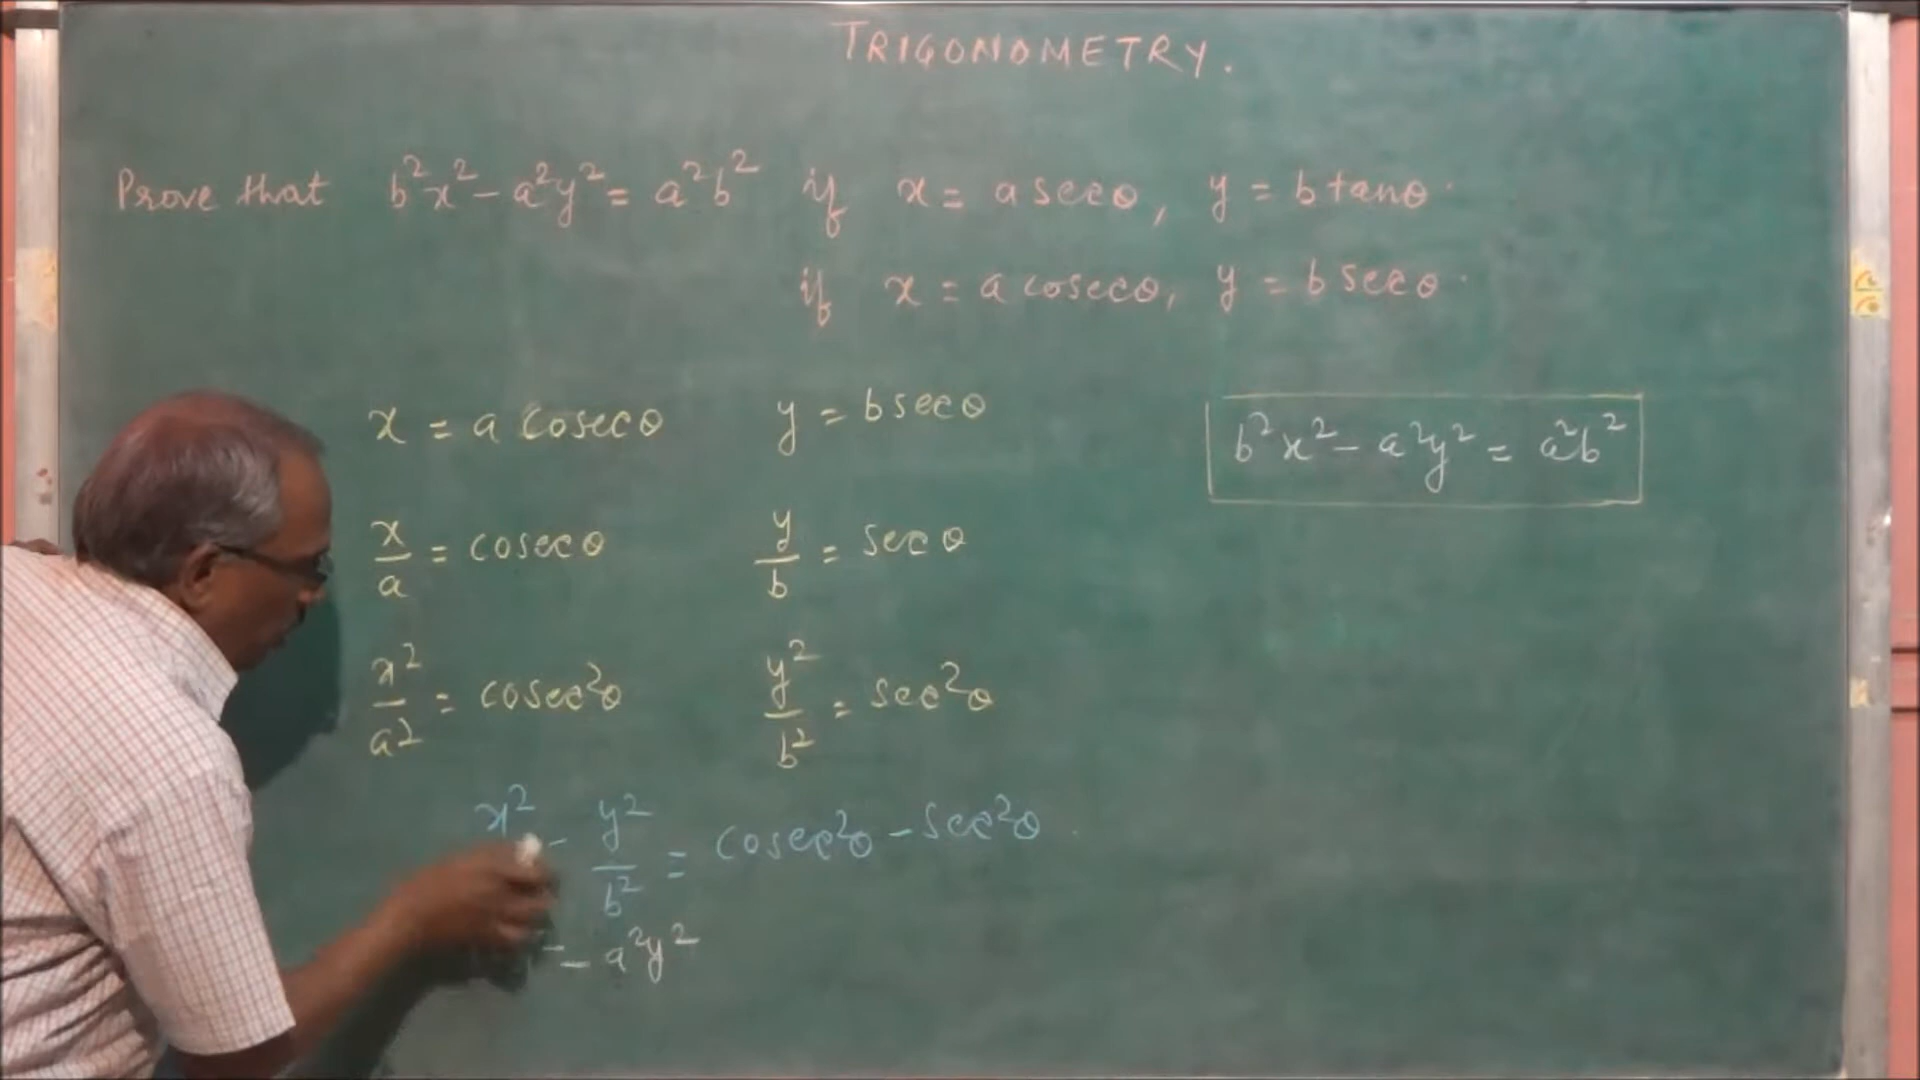 TRIGONOMETRY.
Prove that b²x² - a²y² = a²b² if x = a secθ, y = b tanθ.
if x = a cosecθ, y = b secθ.
x = a cosecθ y = b secθ
b²x² - a²y² = a²b²
x/a = cosecθ y/b = secθ
x²/a² = cosec²θ y²/b² = sec²θ
x² - y²/b² = cosec²θ - sec²θ.
- a²y²